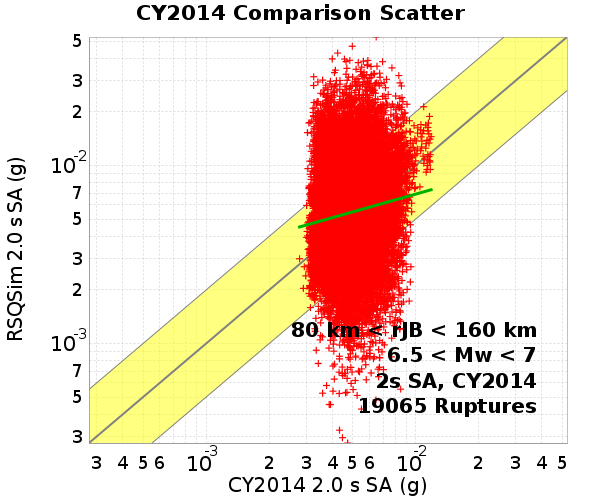 CY2014 Comparison Scatter
RSQSim 2.0 s SA (g)
5
3
2
10-2
7
5
3
2
10-3
7
5
3
80 km < rJB < 160 km
6.5 < Mw < 7
2s SA, CY2014
19065 Ruptures
3 4 5 6 10-3 2 3 4 5 6 10-2 2 3 4 5
CY2014 2.0 s SA (g)